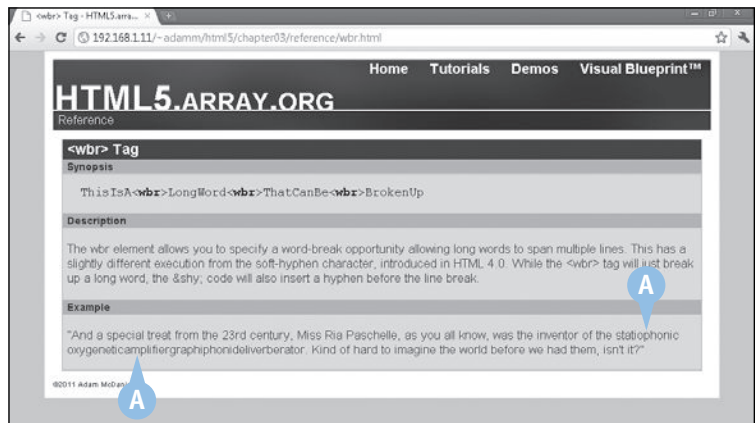 <wbr> Tag - HTML5.arra...
192.168.1.11/~adamm/html5/chapter03/reference/wbr.html
Home Tutorials Demos Visual Blueprint™
HTML5.ARRAY.ORG
Reference
<wbr> Tag
Synopsis
ThisIsA<wbr>LongWord<wbr>ThatCanBe<wbr>BrokenUp
Description
The wbr element allows you to specify a word-break opportunity allowing long words to span multiple lines. This has a
slightly different execution from the soft-hyphen character, introduced in HTML 4.0. While the <wbr> tag will just break
up a long word, the &shy; code will also insert a hyphen before the line break.
A
Example
"And a special treat from the 23rd century, Miss Ria Paschelle, as you all know, was the inventor of the statiophonic
oxygeneticamplifiergraphiphonideliverberator. Kind of hard to imagine the world before we had them, isn't it?"
©2011 Adam
A